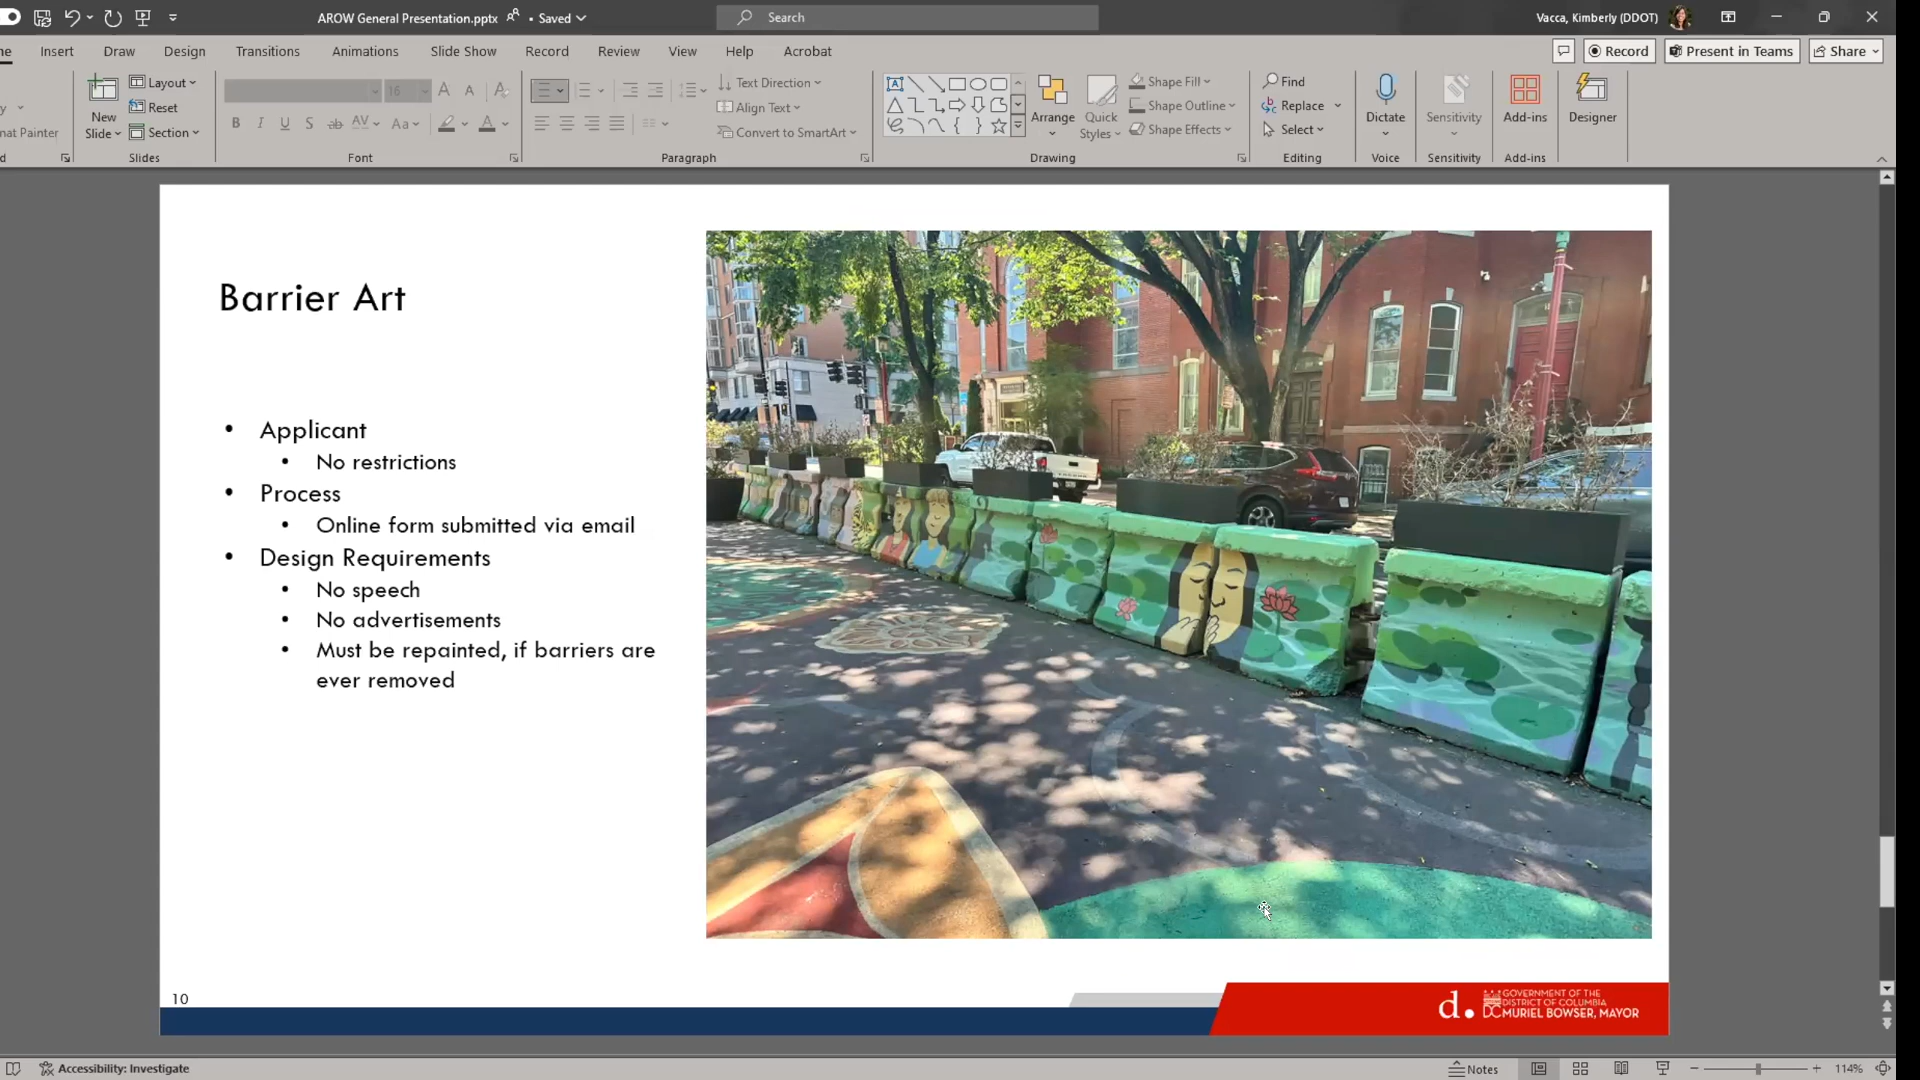 AROW General Presentation.pptx • Saved
Search
Vacca, Kimberly (DDOT)
Insert Draw Design Transitions Animations Slide Show Record Review View Help Acrobat
Record Present in Teams Share
New
Slide
Layout
Reset
Section
Slides
16
B I U S ab AV Aa A
Font
Text Direction
Align Text
Convert to SmartArt
Paragraph
Arrange
Quick
Styles
Shape Fill
Shape Outline
Shape Effects
Drawing
Find
Replace
Select
Editing
Dictate
Voice
Sensitivity
Sensitivity
Add-ins
Add-ins
Designer
Barrier Art
• Applicant
• No restrictions
• Process
• Online form submitted via email
• Design Requirements
• No speech
• No advertisements
• Must be repainted, if barriers are
ever removed
10
d.
GOVERNMENT OF THE
DISTRICT OF COLUMBIA
DC MURIEL BOWSER, MAYOR
Accessibility: Investigate
Notes
114%